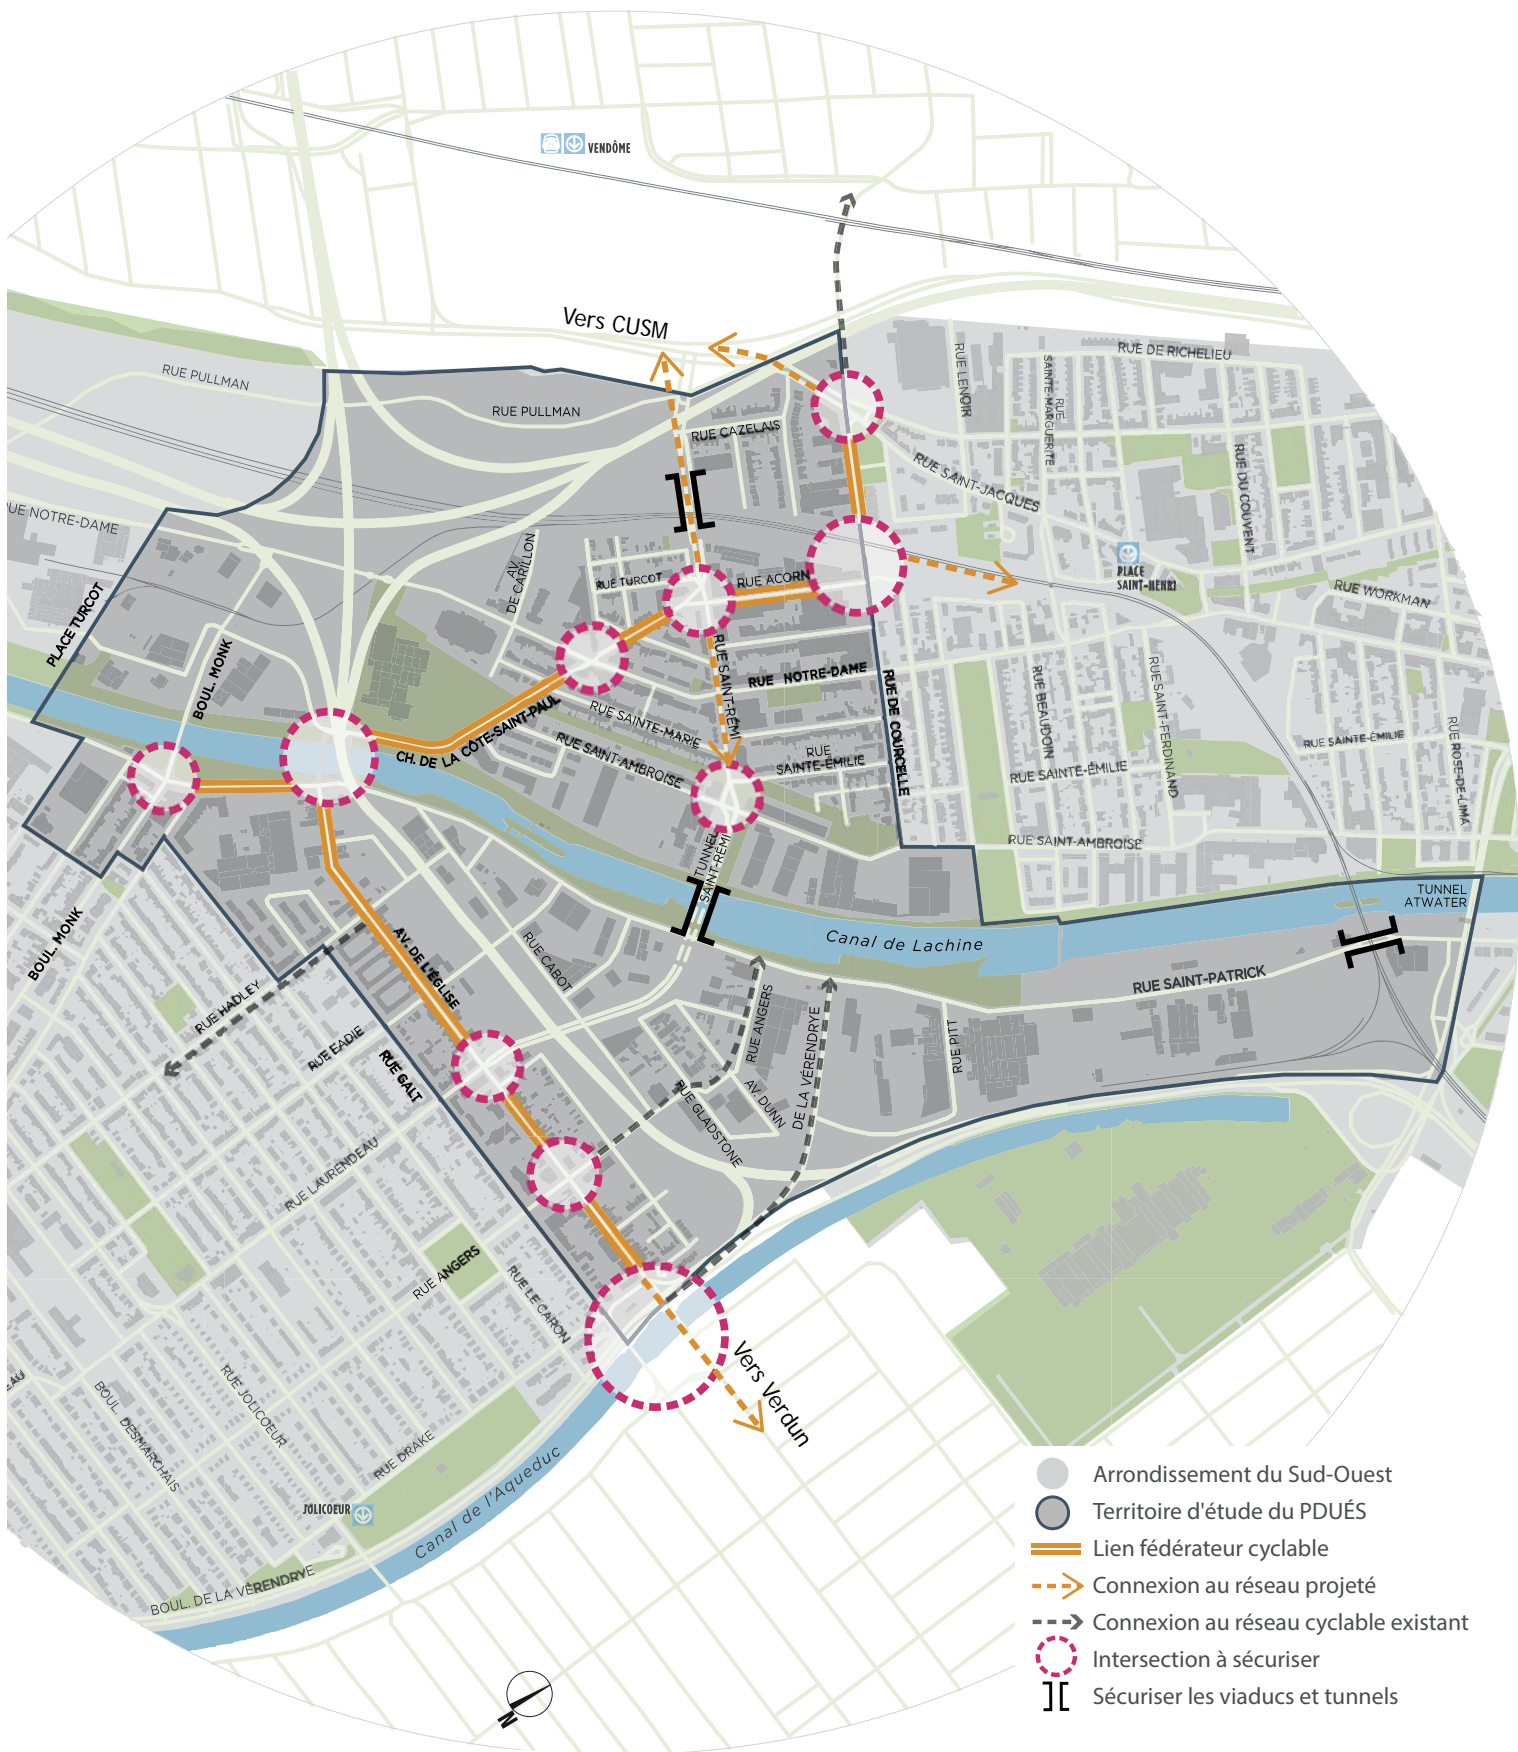 VENDÔME
Vers CUSM
RUE PULLMAN
RUE PULLMAN
RUE CAZELAIS
RUE LENOIR
RUE
SAINTE-MARGUERITE
RUE DE RICHELIEU
RUE DU COUVENT
RUE SAINT-JACQUES
UE NOTRE-DAME
AV.
DE CARILLON
RUE TURCOT
RUE ACORN
PLACE
SAINT-HENRI
RUE WORKMAN
PLACE TURCOT
BOUL. MONK
RUE SAINT-RÉMI
RUE NOTRE-DAME
RUE DE COURCELLE
RUE BEAUDOIN
RUE SAINT-FERDINAND
RUE SAINTE-ÉMILIE
RUE ROSE-DE-LIMA
CH. DE LA CÔTE-SAINT-PAUL
RUE SAINTE-MARIE
RUE SAINT-AMBROISE
RUE
SAINTE-ÉMILIE
RUE SAINTE-ÉMILIE
RUE SAINT-AMBROISE
TUNNEL
SAINT-RÉMI
TUNNEL
ATWATER
BOUL. MONK
AV. DE L'ÉGLISE
RUE CABOT
Canal de Lachine
RUE SAINT-PATRICK
RUE HADLEY
RUE EADIE
RUE GALT
RUE ANGERS
DE LA VÉRENDRYE
RUE PITT
RUE GLADSTONE
AV. DUNN
RUE LAURENDEAU
RUE ANGERS
RUE LE CARON
Vers Verdun
EAU
BOUL. DESMARCHAIS
RUE JOLICOEUR
RUE DRAKE
JOLICOEUR
Canal de l'Aqueduc
BOUL. DE LA VÉRENDRYE
N
Arrondissement du Sud-Ouest
Territoire d'étude du PDUÉS
Lien fédérateur cyclable
Connexion au réseau projeté
Connexion au réseau cyclable existant
Intersection à sécuriser
Sécuriser les viaducs et tunnels